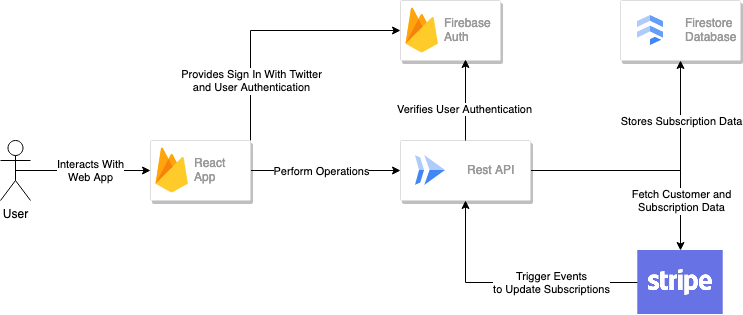 Firebase
Auth
Firestore
Database
Provides Sign In With Twitter
and User Authentication
Verifies User Authentication
Stores Subscription Data
Interacts With
Web App
React
App
Perform Operations
Rest API
Fetch Customer and
Subscription Data
User
Trigger Events
to Update Subscriptions
stripe